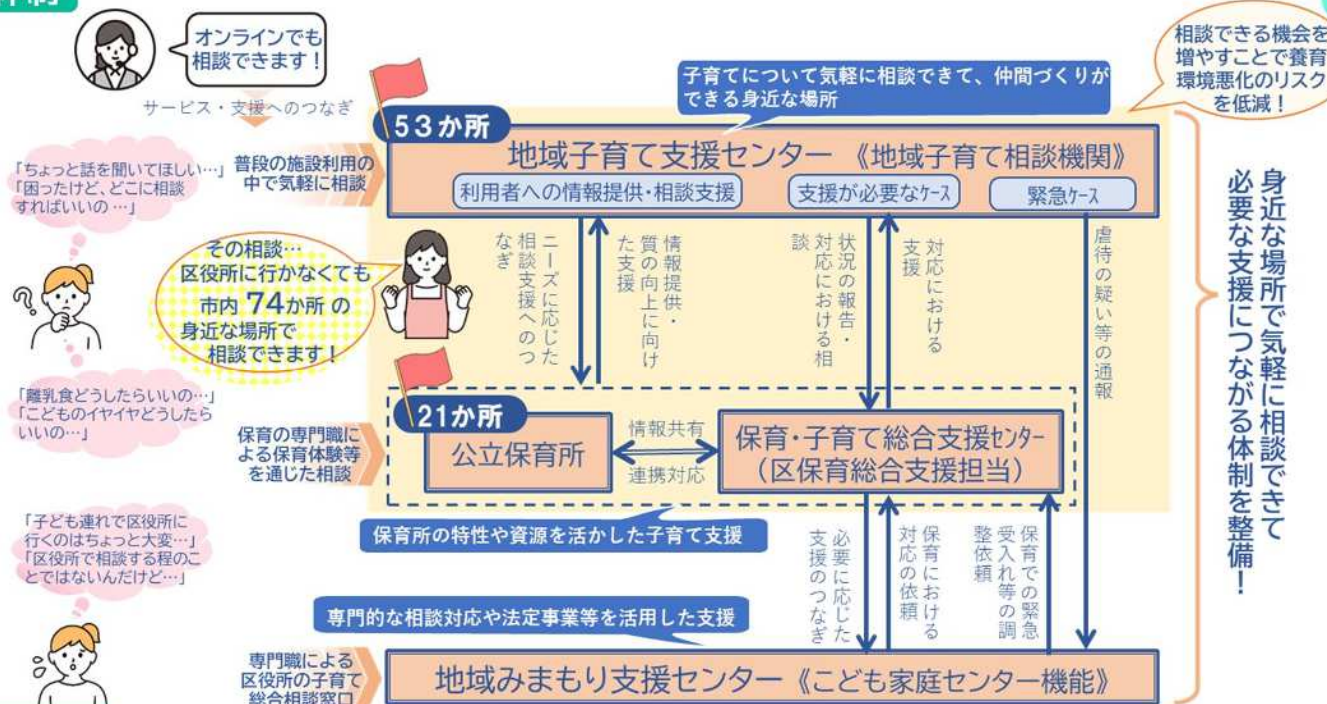 オンラインでも
相談できます！
サービス・支援へのつなぎ
相談できる機会を
増やすことで養育
環境悪化のリスク
を低減！
子育てについて気軽に相談できて、仲間づくりが
できる身近な場所
53か所
地域子育て支援センター 《地域子育て相談機関》
利用者への情報提供・相談支援
支援が必要なケース
緊急ケース
「ちょっと話を聞いてほしい…」
「困ったけど、どこに相談
すればいいの …」
普段の施設利用の
中で気軽に相談
その相談…
区役所に行かなくても
市内 74か所 の
身近な場所で
相談できます！
ニーズに応じた
相談支援へのつ
なぎ
情報提供・
質の向上に向け
た支援
状況の報告・
対応における相
談
対応における
支援
虐待の疑い等の通報
身近な場所で気軽に相談できて
必要な支援につながる体制を整備！
「離乳食どうしたらいいの…」
「こどものイヤイヤどうしたら
いいの…」
21か所
保育の専門職に
よる保育体験等
を通じた相談
公立保育所
情報共有
連携対応
保育・子育て総合支援センター
（区保育総合支援担当）
保育所の特性や資源を活かした子育て支援
「子ども連れで区役所に
行くのはちょっと大変…」
「区役所で相談する程のこ
とではないんだけど…」
必要に応じた
支援のつなぎ
保育における
対応の依頼
保育での緊急
受入れ等の調
整依頼
専門的な相談対応や法定事業等を活用した支援
専門職による
区役所の子育て
総合相談窓口
地域みまもり支援センター 《こども家庭センター機能》